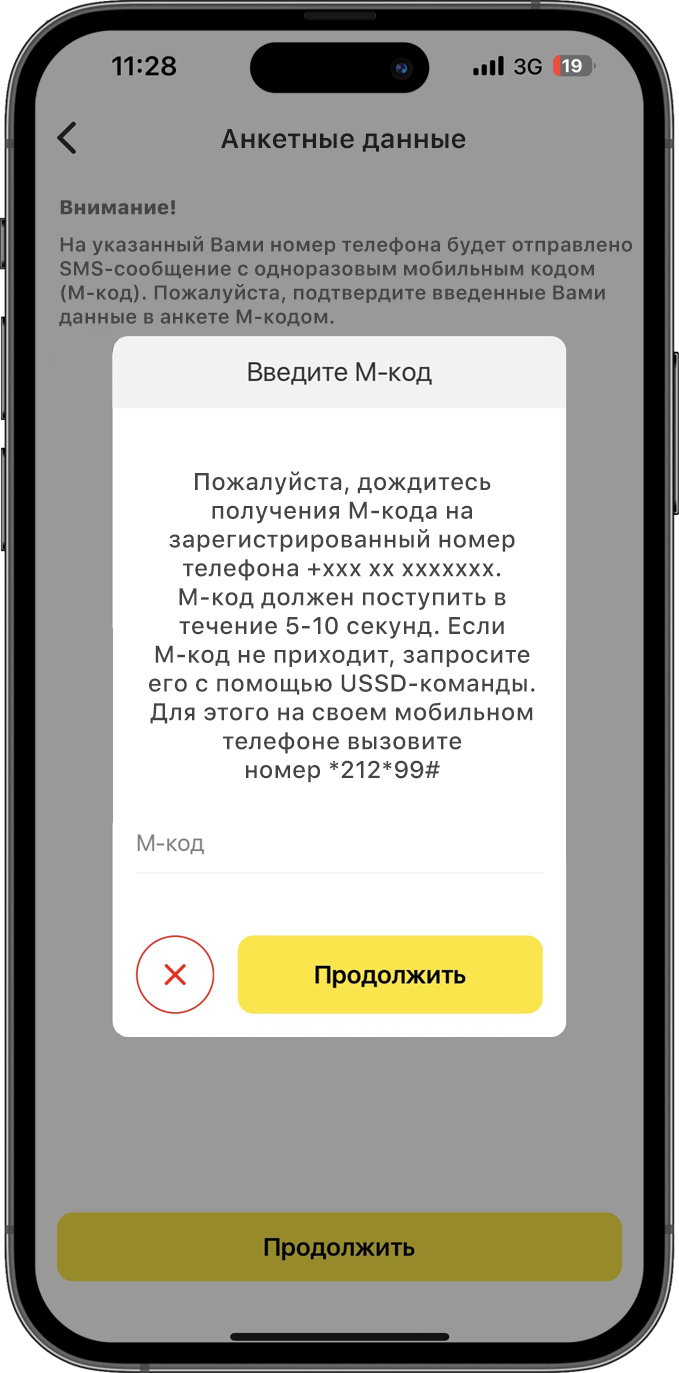 11:28
3G
19
Анкетные данные
Внимание!
На указанный Вами номер телефона будет отправлено
SMS-сообщение с одноразовым мобильным кодом
(М-код). Пожалуйста, подтвердите введенные Вами
данные в анкете М-кодом.
Введите М-код
Пожалуйста, дождитесь
получения М-кода на
зарегистрированный номер
телефона +xxx xx xxxxxxx.
М-код должен поступить в
течение 5-10 секунд. Если
М-код не приходит, запросите
его с помощью USSD-команды.
Для этого на своем мобильном
телефоне вызовите
номер *212*99#
М-код
Продолжить
Продолжить